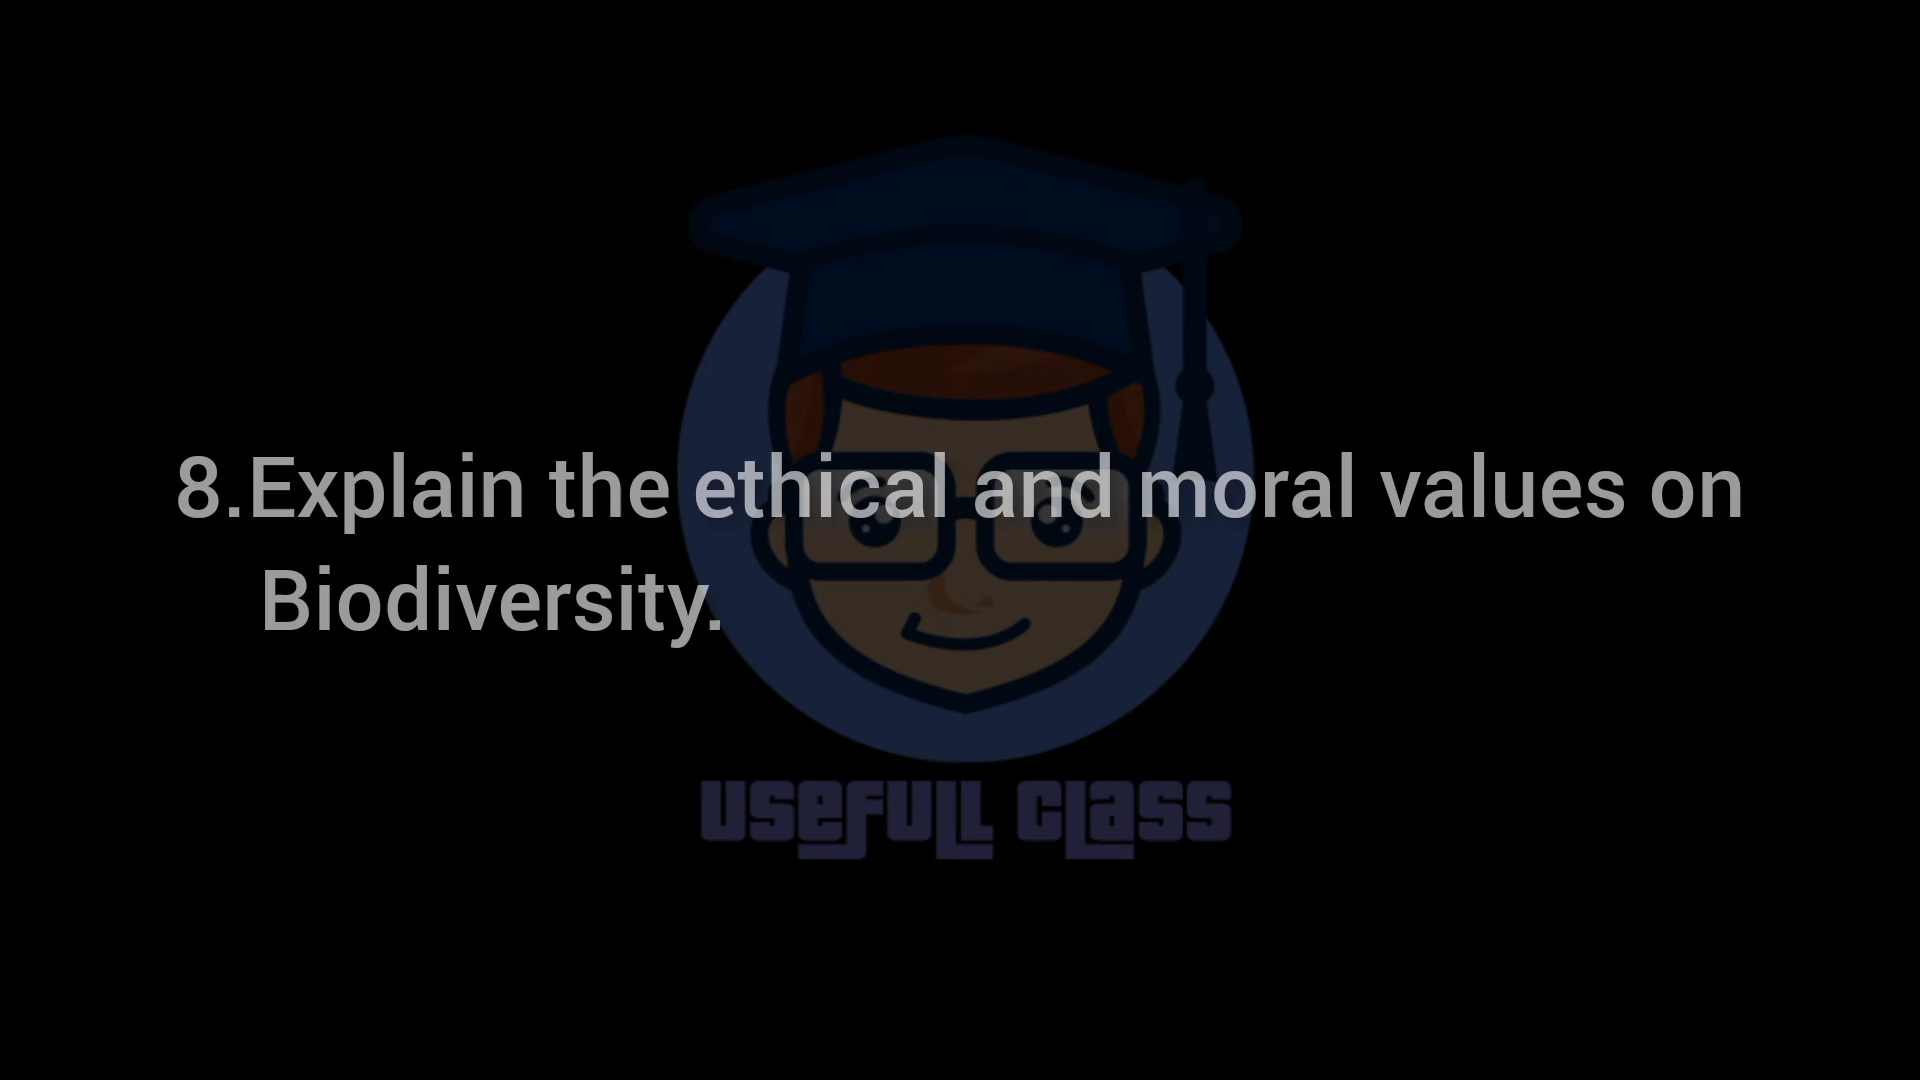 8.Explain the ethical and moral values on
Biodiversity.
USEFULL CLASS